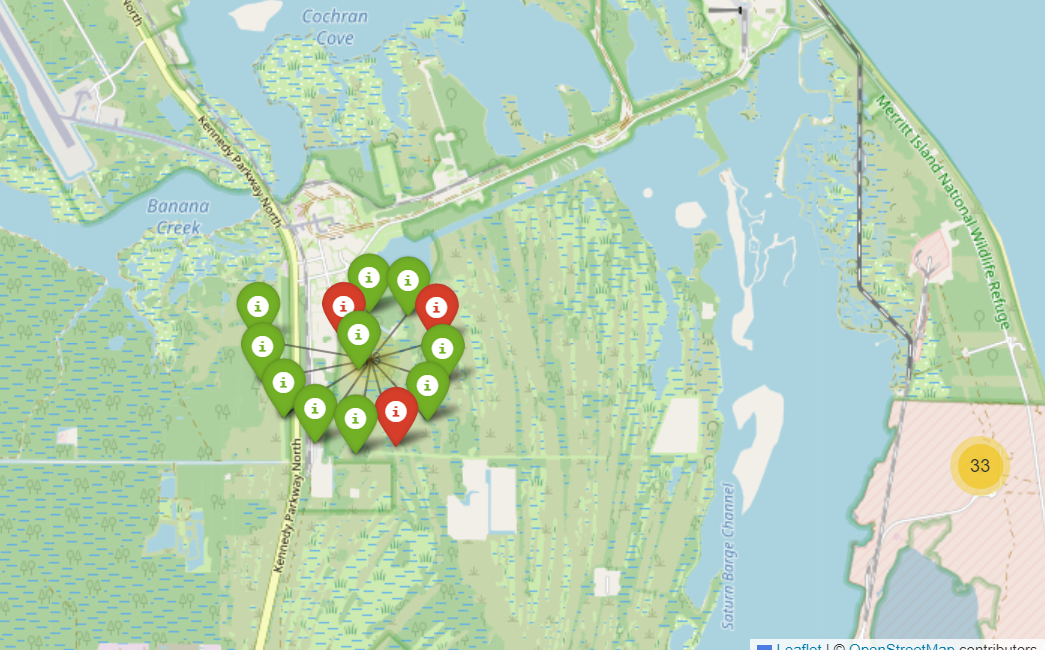 North
Cochran
Cove
Kennedy Parkway North
Merritt Island National Wildlife Refuge
Banana
Creek
i
i
i
i
i
i
i
i
i
i
i
i
i
Kennedy Parkway North
33
Saturn Barge Channel
Leaflet | © OpenStreetMap contributors